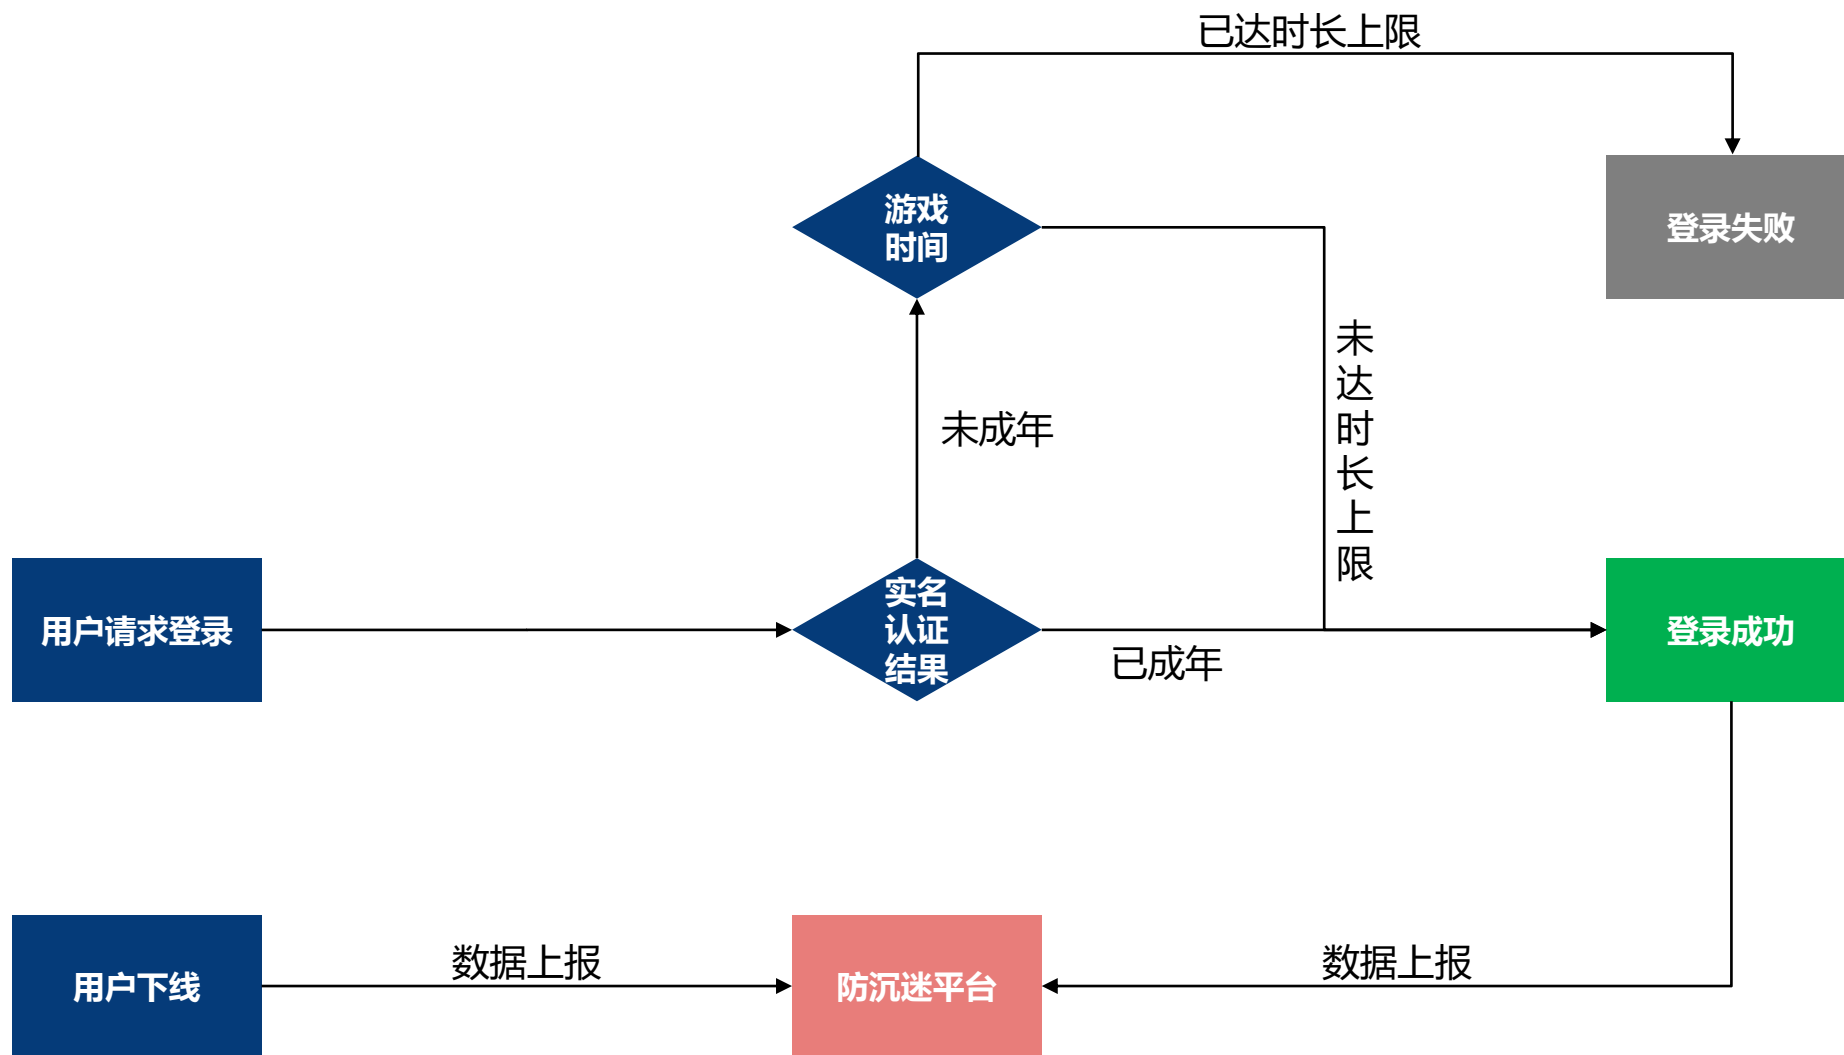 已达时长上限
游戏
时间
登录失败
未
达
时
长
上
限
未成年
用户请求登录
实名
认证
结果
已成年
登录成功
用户下线
数据上报
防沉迷平台
数据上报